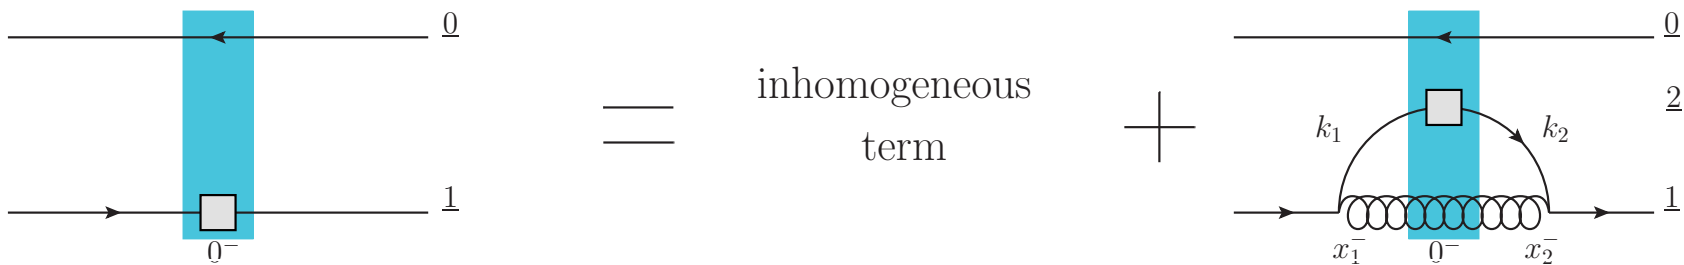 0
1
0⁻
=
inhomogeneous
term
+
0
2
k₁
k₂
1
x₁⁻
0⁻
x₂⁻